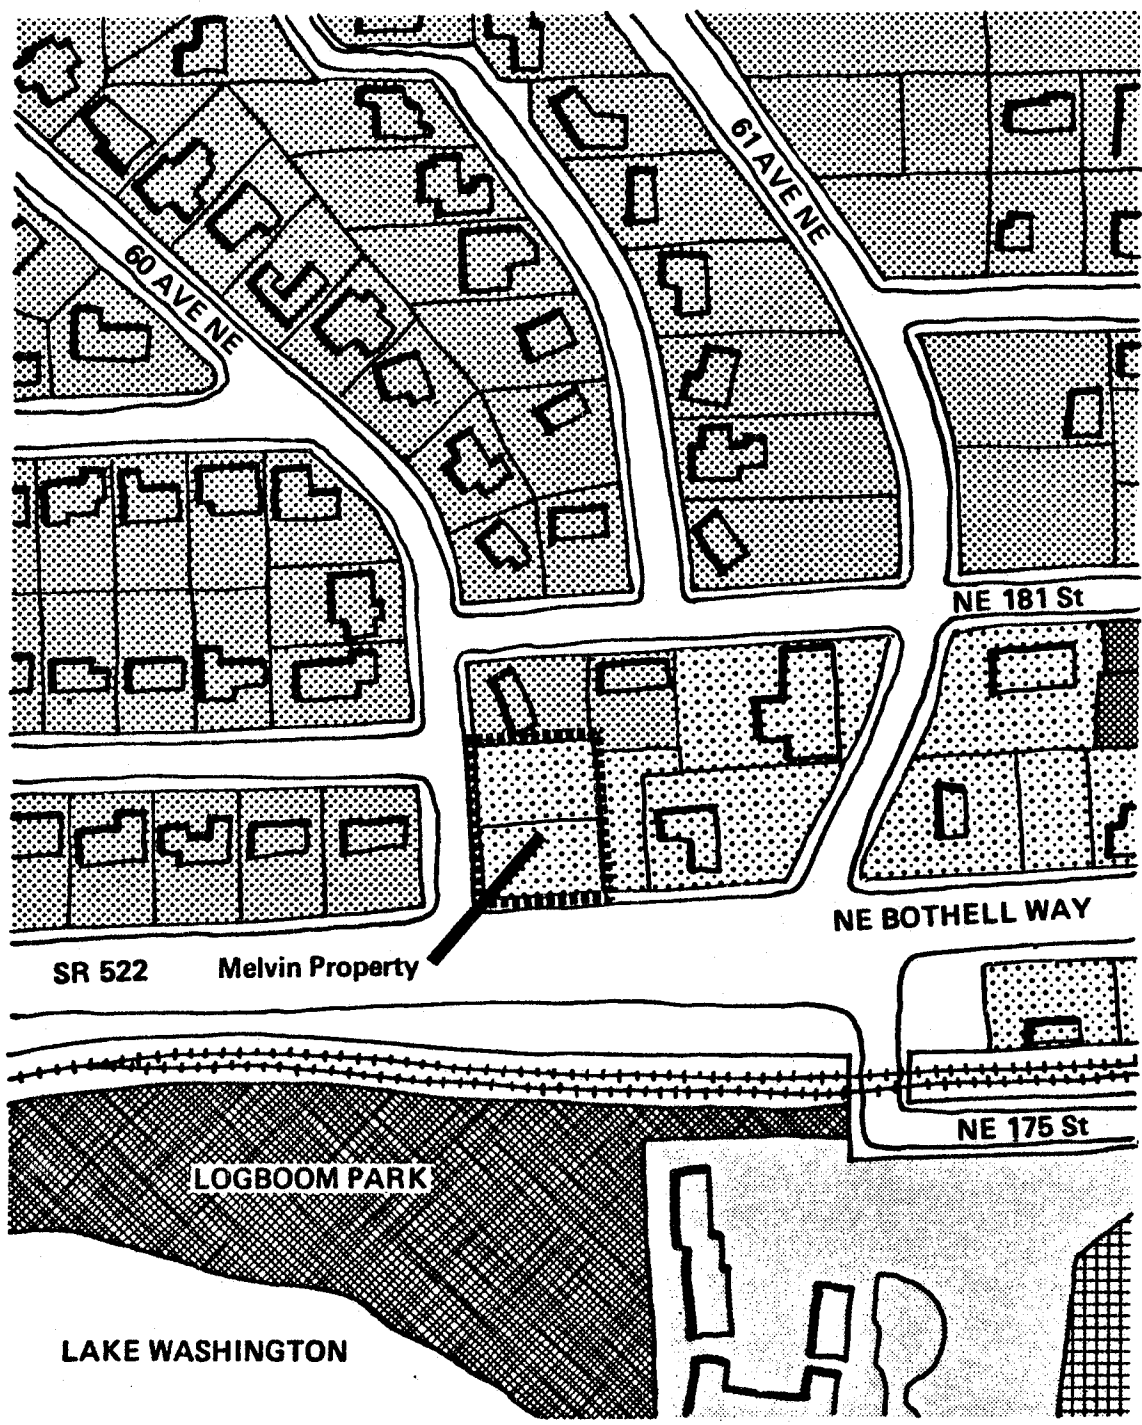 61 AVE NE
60 AVE NE
NE 181 St
NE BOTHELL WAY
SR 522
Melvin Property
NE 175 St
LOGBOOM PARK
LAKE WASHINGTON